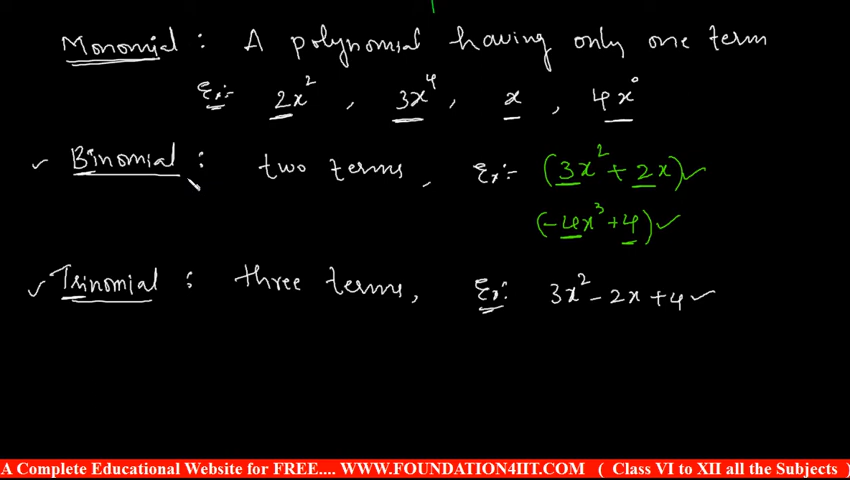 Monomial : A polynomial having only one term
Ex:- 2x² , 3x⁴, x , 4x⁰
✓ Binomial : two terms, Ex:- (3x² + 2x) ✓
(-4x³ + 4) ✓
✓ Trinomial : three terms, Ex: 3x² - 2x + 4 ✓
A Complete Educational Website for FREE.... WWW.FOUNDATION4IIT.COM ( Class VI to XII all the Subjects )